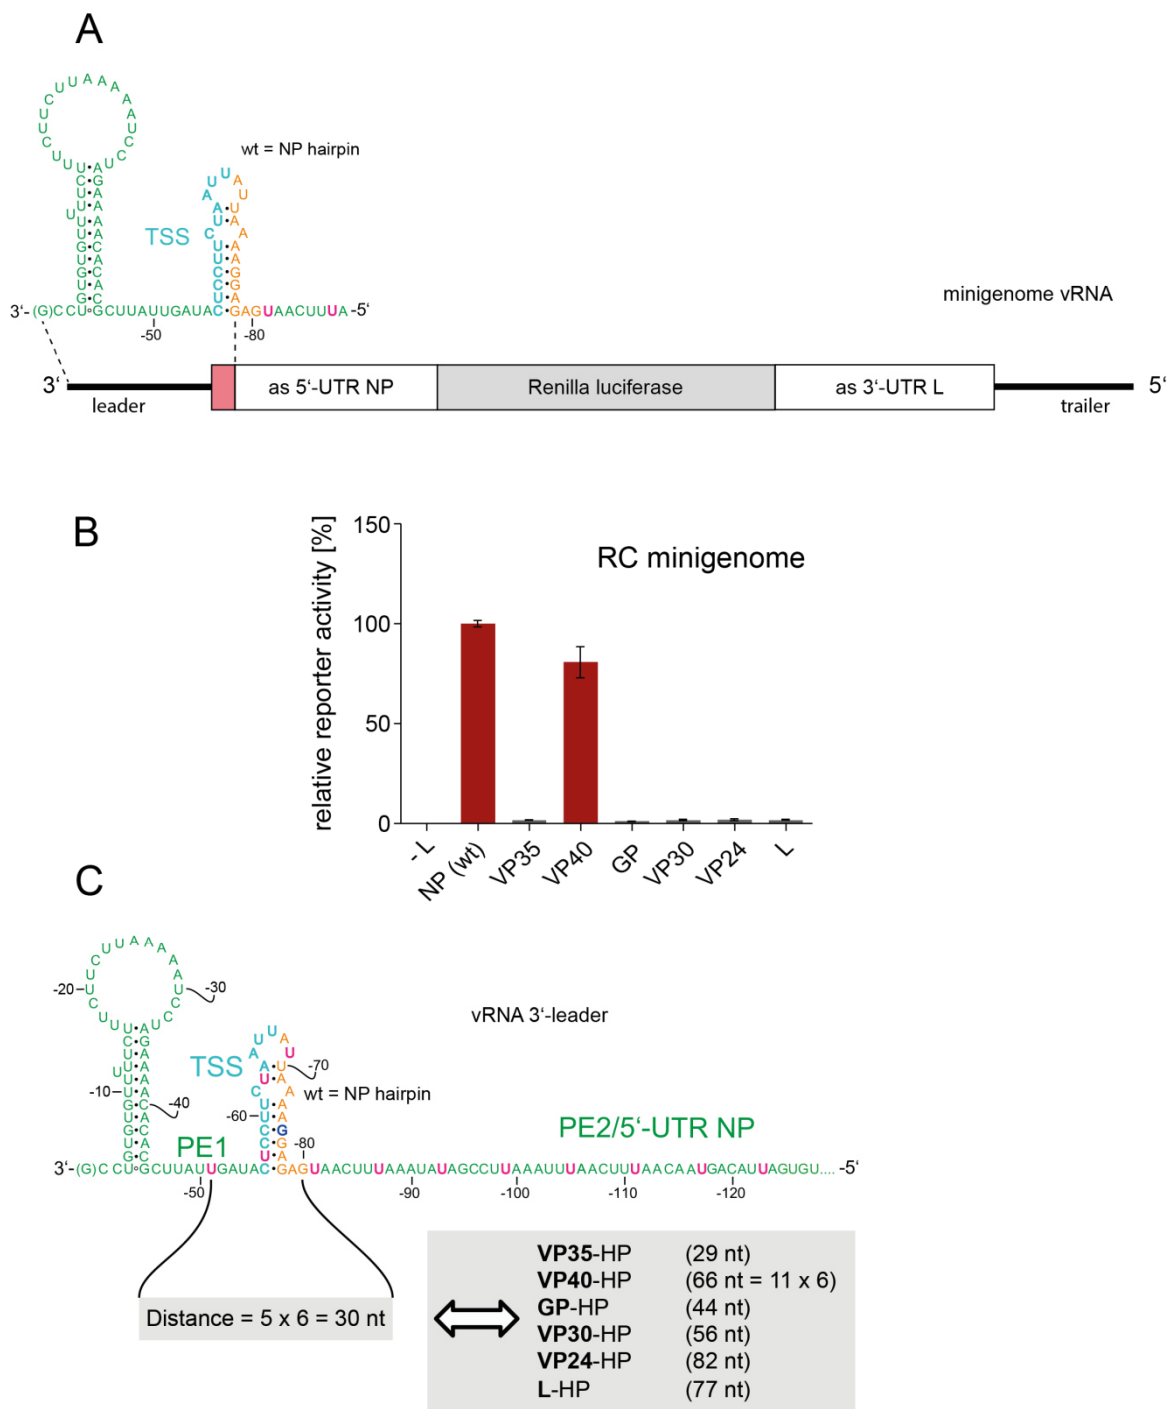 A
wt = NP hairpin
TSS
3‘-(G)CCU
GCUUAUUGAUAC
GAGUAACUUUA-5‘
-50
-80
minigenome vRNA
3‘
leader
as 5‘-UTR NP
Renilla luciferase
as 3‘-UTR L
trailer
5‘
B
relative reporter activity [%]
RC minigenome
150
100
50
0
- L
NP (wt)
VP35
VP40
GP
VP30
VP24
L
C
vRNA 3‘-leader
-20
-30
-10
-40
TSS
-70
-60
wt = NP hairpin
PE1
-80
PE2/5‘-UTR NP
3‘-(G)CCU
GCUUAUUGAUAC
GAGUAACUUUAAAUAUAGCCUUAAAUUUAACUUUAACAAUGACAUUAGUGU.... -5‘
-50
-90
-100
-110
-120
Distance = 5 x 6 = 30 nt
VP35-HP (29 nt)
VP40-HP (66 nt = 11 x 6)
GP-HP (44 nt)
VP30-HP (56 nt)
VP24-HP (82 nt)
L-HP (77 nt)